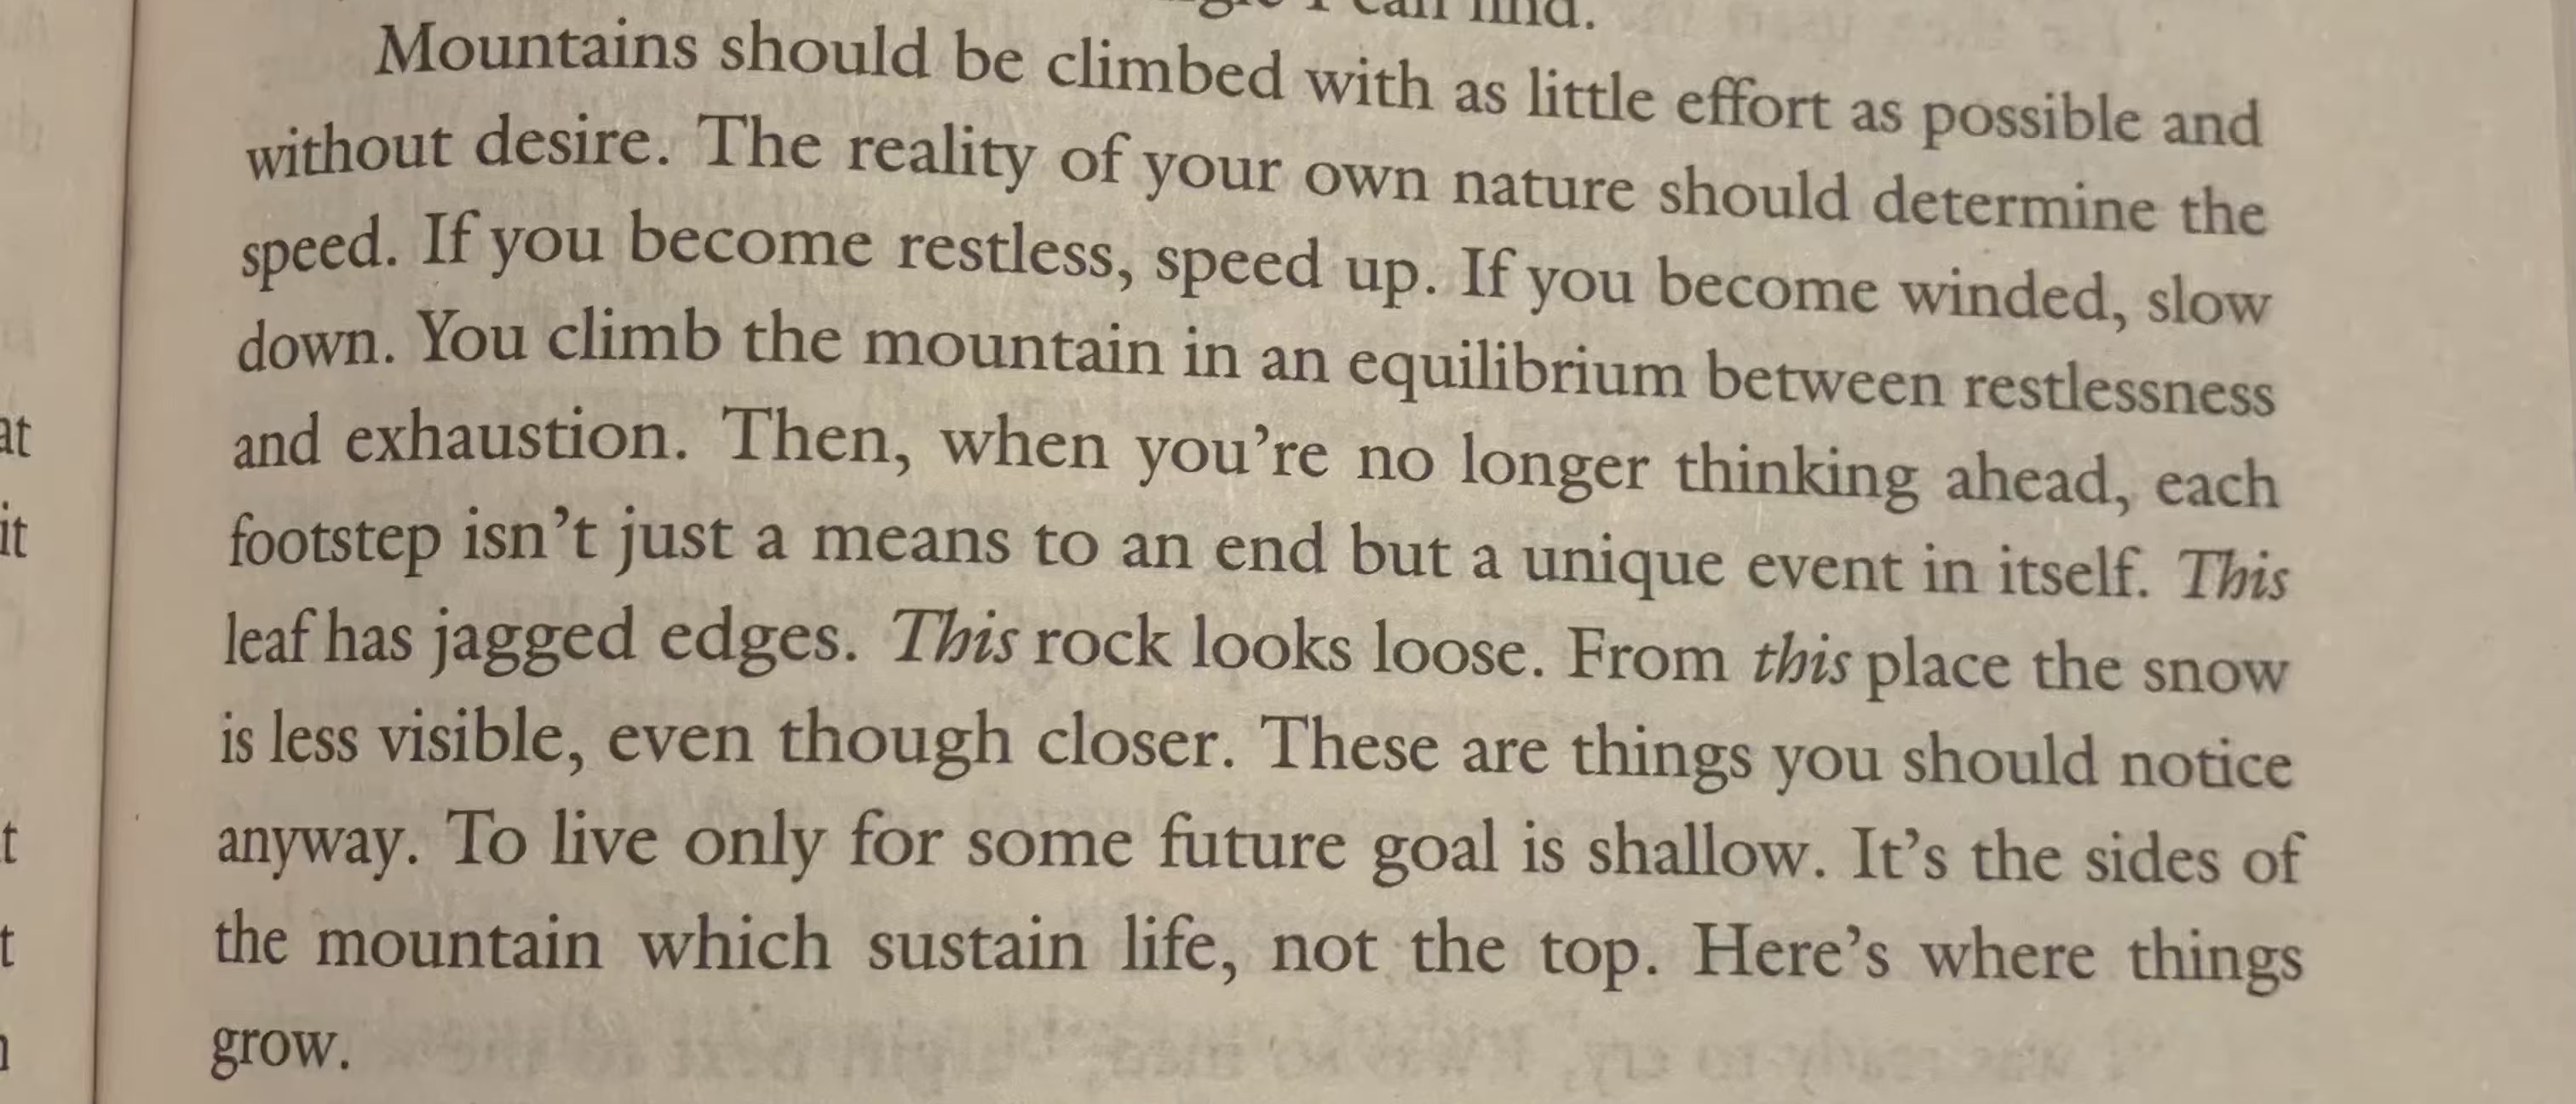 I can find.
Mountains should be climbed with as little effort as possible and
without desire. The reality of your own nature should determine the
speed. If you become restless, speed up. If you become winded, slow
down. You climb the mountain in an equilibrium between restlessness
and exhaustion. Then, when you're no longer thinking ahead, each
footstep isn't just a means to an end but a unique event in itself. This
leaf has jagged edges. This rock looks loose. From this place the snow
is less visible, even though closer. These are things you should notice
anyway. To live only for some future goal is shallow. It's the sides of
the mountain which sustain life, not the top. Here's where things
grow.
at
it
t
t